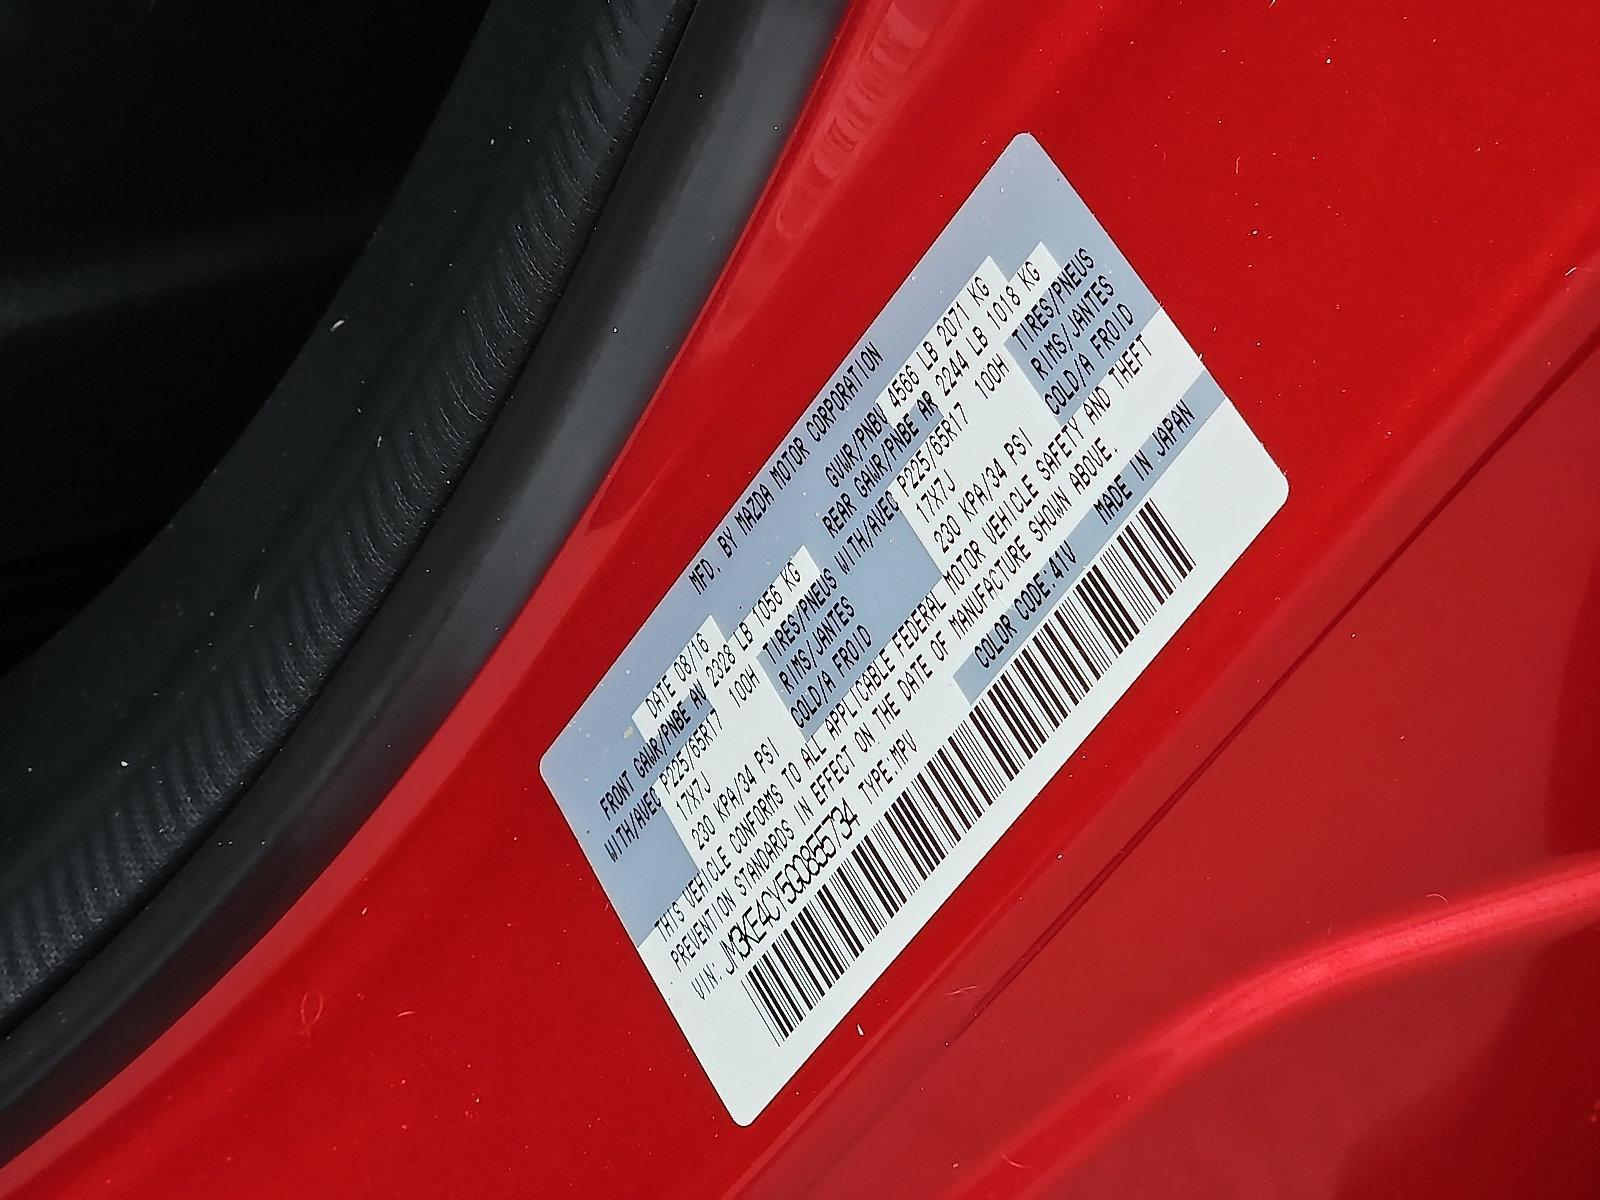 MFD. BY MAZDA MOTOR CORPORATION
DATE 08/16 GVWR/PNBV 4566 LB 2071 KG
FRONT GAWR/PNBE AV 2328 LB 1056 KG REAR GAWR/PNBE AR 2244 LB 1018 KG
WITH/AVEC P225/65R17 100H TIRES/PNEUS WITH/AVEC P225/65R17 100H TIRES/PNEUS
17X7J RIMS/JANTES 17X7J RIMS/JANTES
230 KPA/34 PSI COLD/A FROID 230 KPA/34 PSI COLD/A FROID
THIS VEHICLE CONFORMS TO ALL APPLICABLE FEDERAL MOTOR VEHICLE SAFETY AND THEFT
PREVENTION STANDARDS IN EFFECT ON THE DATE OF MANUFACTURE SHOWN ABOVE.
VIN: JM3KE4CY5G0855734 TYPE:MPV COLOR CODE:41V MADE IN JAPAN